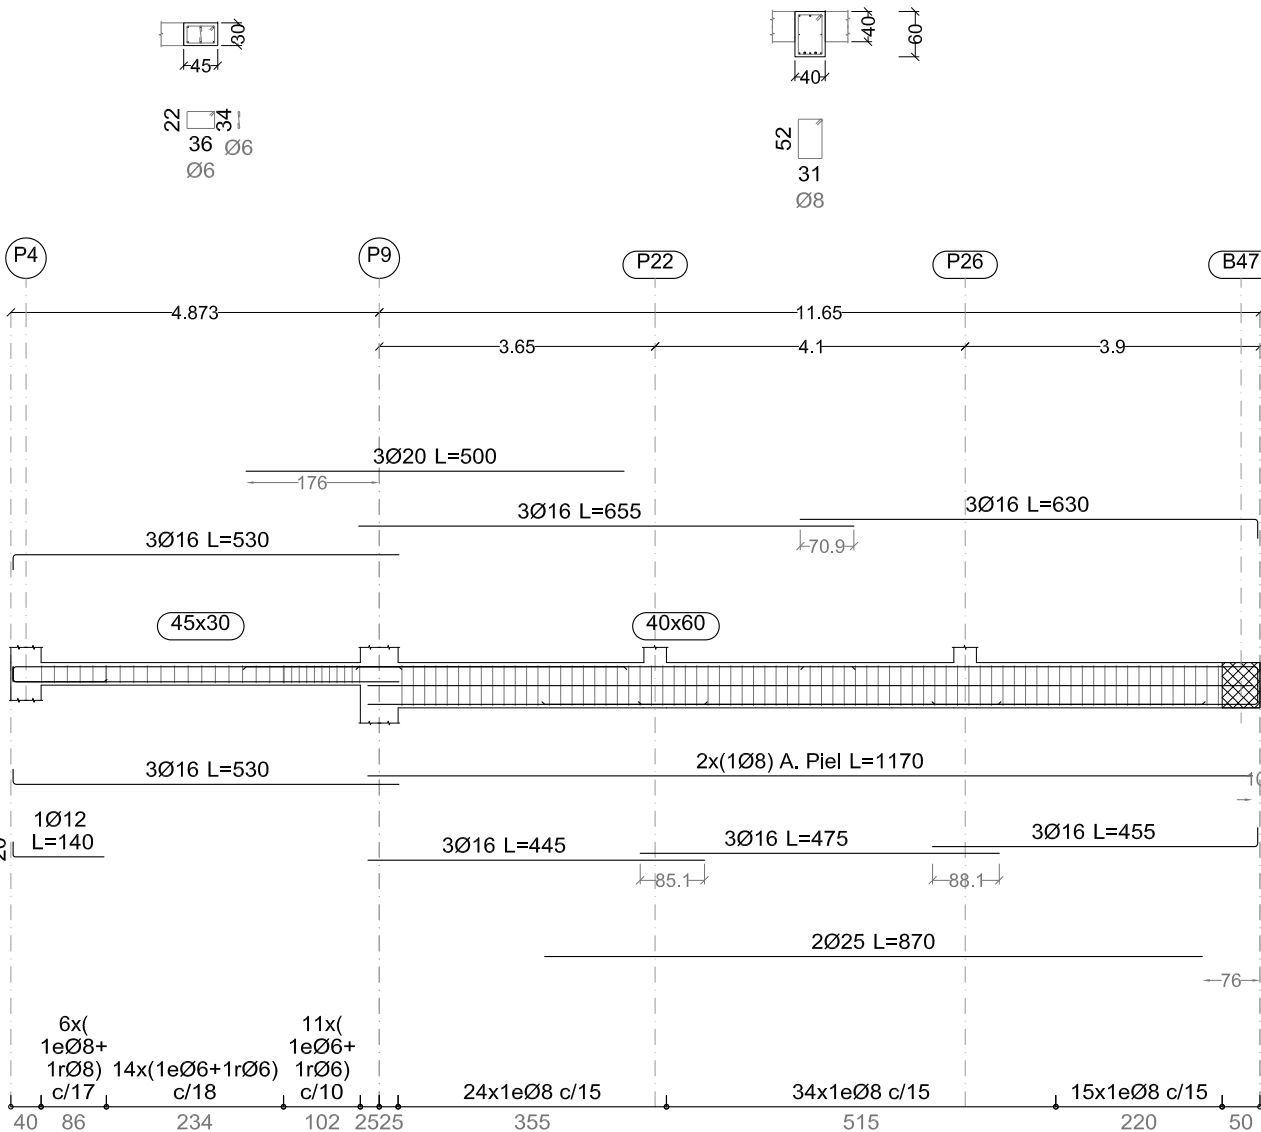 30
45
22
34
36
Ø6
Ø6
40
60
40
52
31
Ø8
P4
P9
P22
P26
B47
4.873
11.65
3.65
4.1
3.9
3Ø20 L=500
176
3Ø16 L=655
3Ø16 L=630
70.9
3Ø16 L=530
45x30
40x60
3Ø16 L=530
2x(1Ø8) A. Piel L=1170
10
1Ø12
L=140
20
3Ø16 L=445
3Ø16 L=475
3Ø16 L=455
85.1
88.1
2Ø25 L=870
76
6x(
1eØ8+
1rØ8)
c/17
14x(1eØ6+1rØ6)
c/18
11x(
1eØ6+
1rØ6)
c/10
24x1eØ8 c/15
34x1eØ8 c/15
15x1eØ8 c/15
40
86
234
102
25
25
355
515
220
50